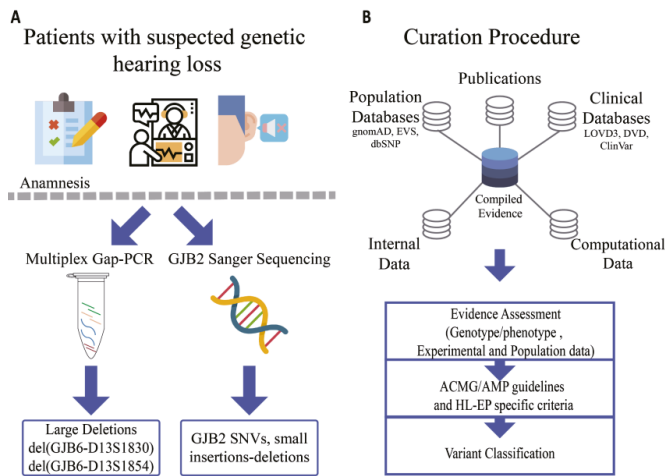 A
Patients with suspected genetic
hearing loss
Anamnesis
Multiplex Gap-PCR
GJB2 Sanger Sequencing
Large Deletions
del(GJB6-D13S1830)
del(GJB6-D13S1854)
GJB2 SNVs, small
insertions-deletions
B
Curation Procedure
Publications
Population
Databases
gnomAD, EVS,
dbSNP
Clinical
Databases
LOVD3, DVD,
ClinVar
Compiled
Evidence
Internal
Data
Computational
Data
Evidence Assessment
(Genotype/phenotype ,
Experimental and Population data)
ACMG/AMP guidelines
and HL-EP specific criteria
Variant Classification